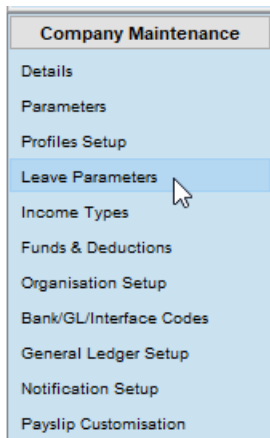 Company Maintenance
Details
Parameters
Profiles Setup
Leave Parameters
Income Types
Funds & Deductions
Organisation Setup
Bank/GL/Interface Codes
General Ledger Setup
Notification Setup
Payslip Customisation